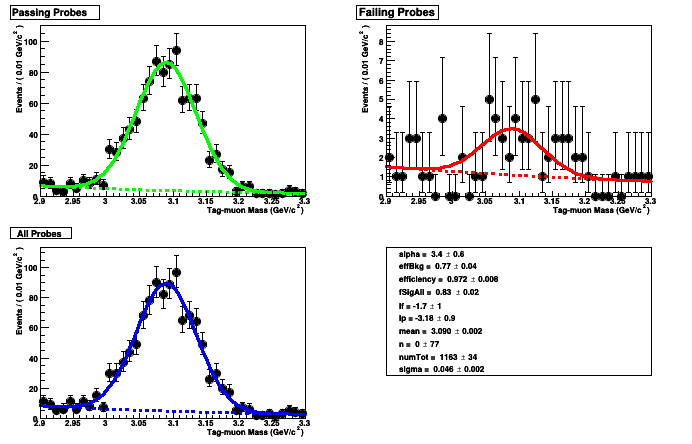 Passing Probes
Events / ( 0.01 GeV/c² )
100
80
60
40
20
0
2.9 2.95 3 3.05 3.1 3.15 3.2 3.25 3.3
Tag-muon Mass (GeV/c²)
Failing Probes
Events / ( 0.01 GeV/c² )
8
7
6
5
4
3
2
1
0
2.9 2.95 3 3.05 3.1 3.15 3.2 3.25 3.3
Tag-muon Mass (GeV/c²)
All Probes
Events / ( 0.01 GeV/c² )
100
80
60
40
20
0
2.9 2.95 3 3.05 3.1 3.15 3.2 3.25 3.3
Tag-muon Mass (GeV/c²)
alpha = 3.4 ± 0.6
effBkg = 0.77 ± 0.04
efficiency = 0.972 ± 0.008
fSigAll = 0.83 ± 0.02
lf = -1.7 ± 1
lp = -3.18 ± 0.9
mean = 3.090 ± 0.002
n = 0 ± 77
numTot = 1163 ± 34
sigma = 0.046 ± 0.002